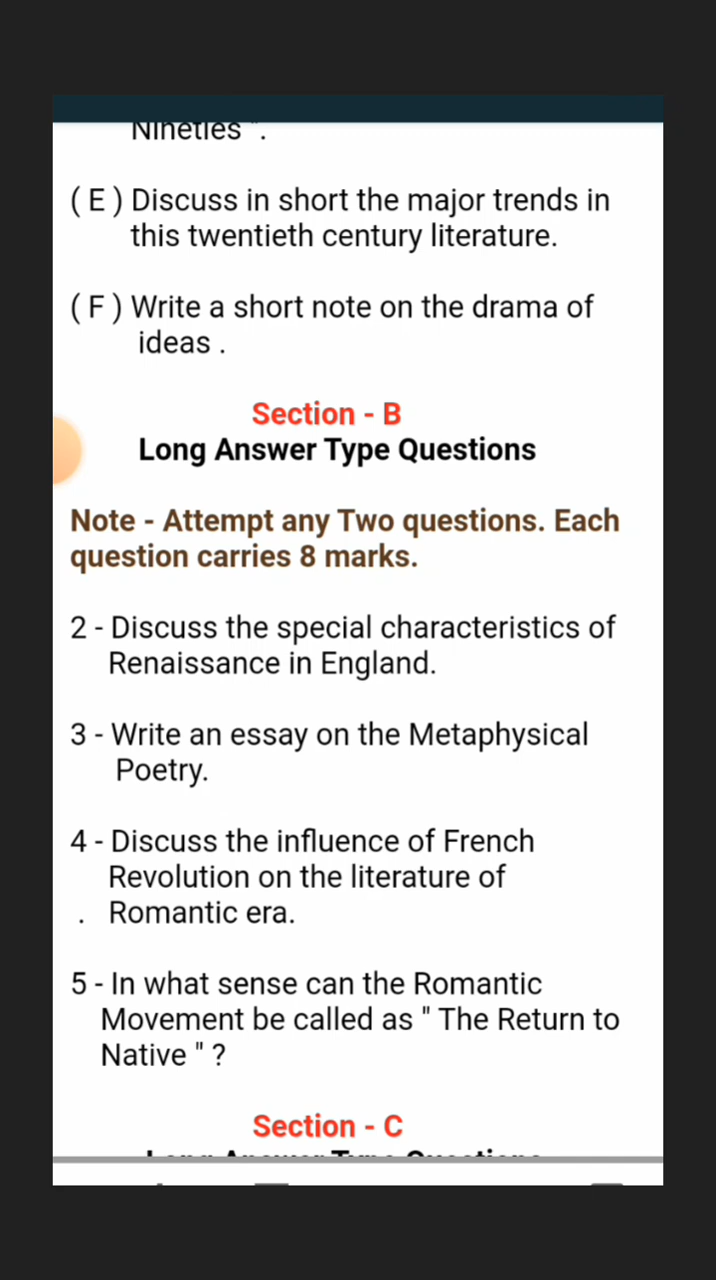 Nineties ".
( E ) Discuss in short the major trends in
this twentieth century literature.
( F ) Write a short note on the drama of
ideas .
Section - B
Long Answer Type Questions
Note - Attempt any Two questions. Each
question carries 8 marks.
2 - Discuss the special characteristics of
Renaissance in England.
3 - Write an essay on the Metaphysical
Poetry.
4 - Discuss the influence of French
Revolution on the literature of
. Romantic era.
5 - In what sense can the Romantic
Movement be called as " The Return to
Native " ?
Section - C
Long Answer Type Questions